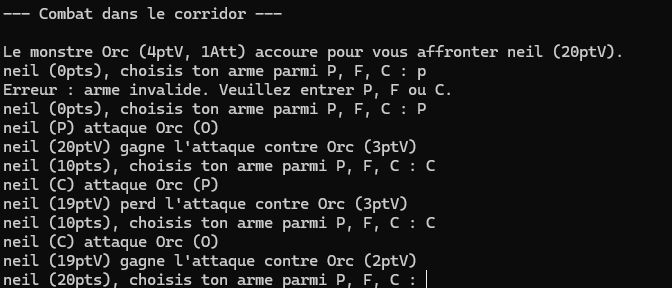 --- Combat dans le corridor ---
Le monstre Orc (4ptV, 1Att) accoure pour vous affronter neil (20ptV).
neil (0pts), choisis ton arme parmi P, F, C : p
Erreur : arme invalide. Veuillez entrer P, F ou C.
neil (0pts), choisis ton arme parmi P, F, C : P
neil (P) attaque Orc (O)
neil (20ptV) gagne l'attaque contre Orc (3ptV)
neil (10pts), choisis ton arme parmi P, F, C : C
neil (C) attaque Orc (P)
neil (19ptV) perd l'attaque contre Orc (3ptV)
neil (10pts), choisis ton arme parmi P, F, C : C
neil (C) attaque Orc (O)
neil (19ptV) gagne l'attaque contre Orc (2ptV)
neil (20pts), choisis ton arme parmi P, F, C :